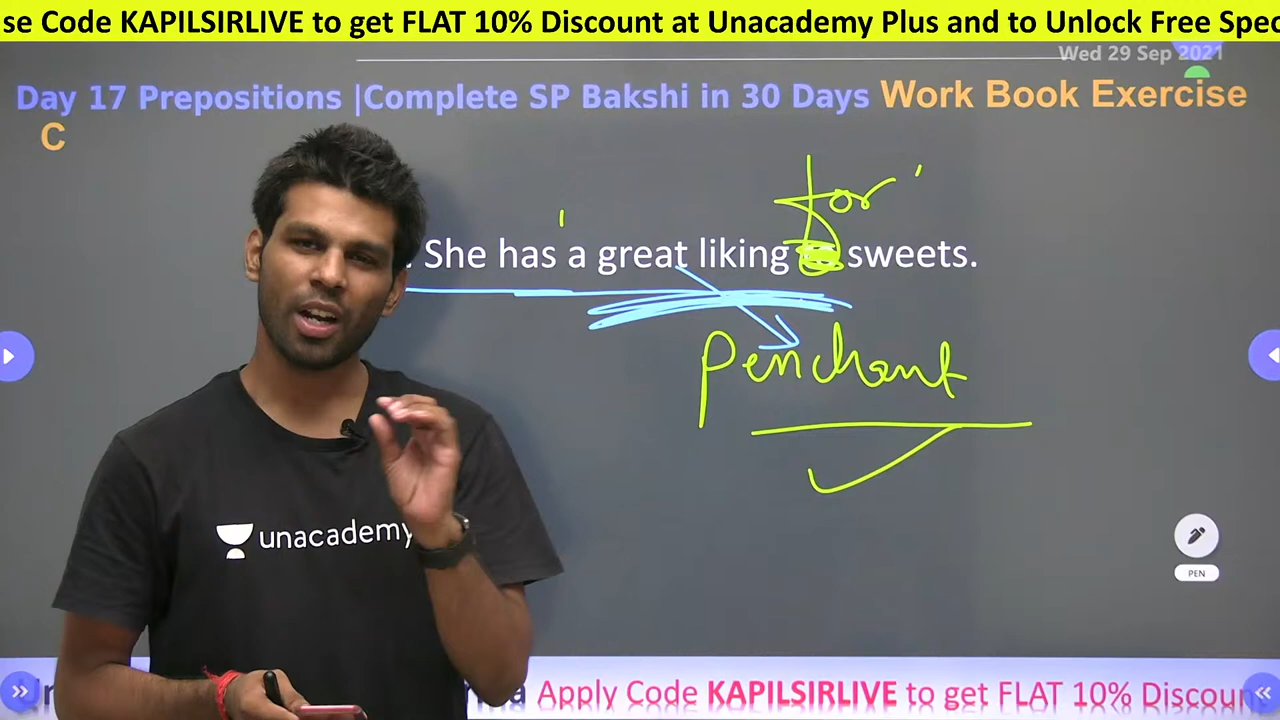 se Code KAPILSIRLIVE to get FLAT 10% Discount at Unacademy Plus and to Unlock Free Spec
Wed 29 Sep 2021
Day 17 Prepositions |Complete SP Bakshi in 30 Days Work Book Exercise
C
for
. She has a great liking sweets.
Penchant
unacademy
PEN
Apply Code KAPILSIRLIVE to get FLAT 10% Discoun